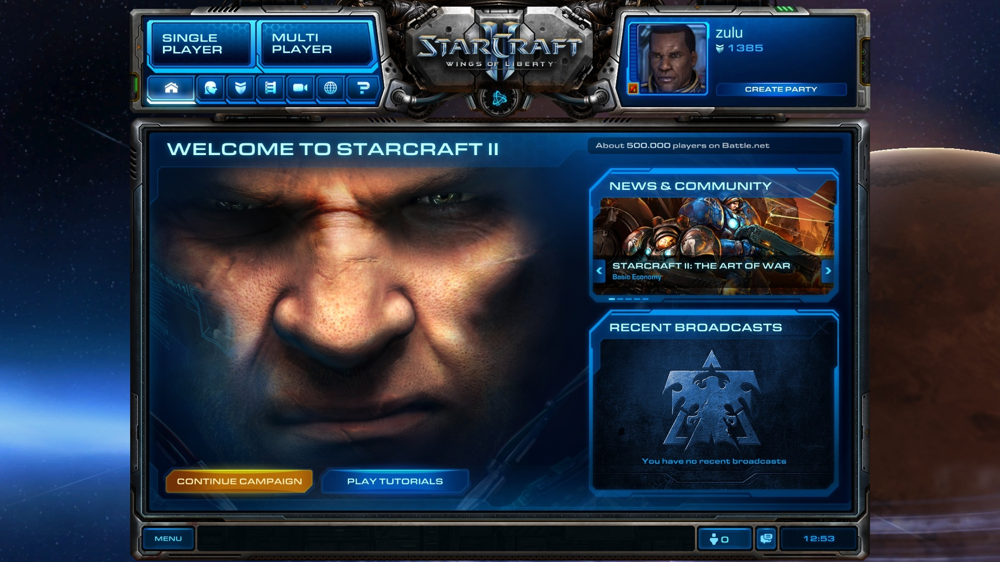 SINGLE
PLAYER
MULTI
PLAYER
STARCRAFT
II
WINGS OF LIBERTY™
zulu
1385
CREATE PARTY
WELCOME TO STARCRAFT II
About 500.000 players on Battle.net
NEWS & COMMUNITY
STARCRAFT II: THE ART OF WAR
Basic Economy
RECENT BROADCASTS
You have no recent broadcasts
CONTINUE CAMPAIGN
PLAY TUTORIALS
MENU
0
12:53